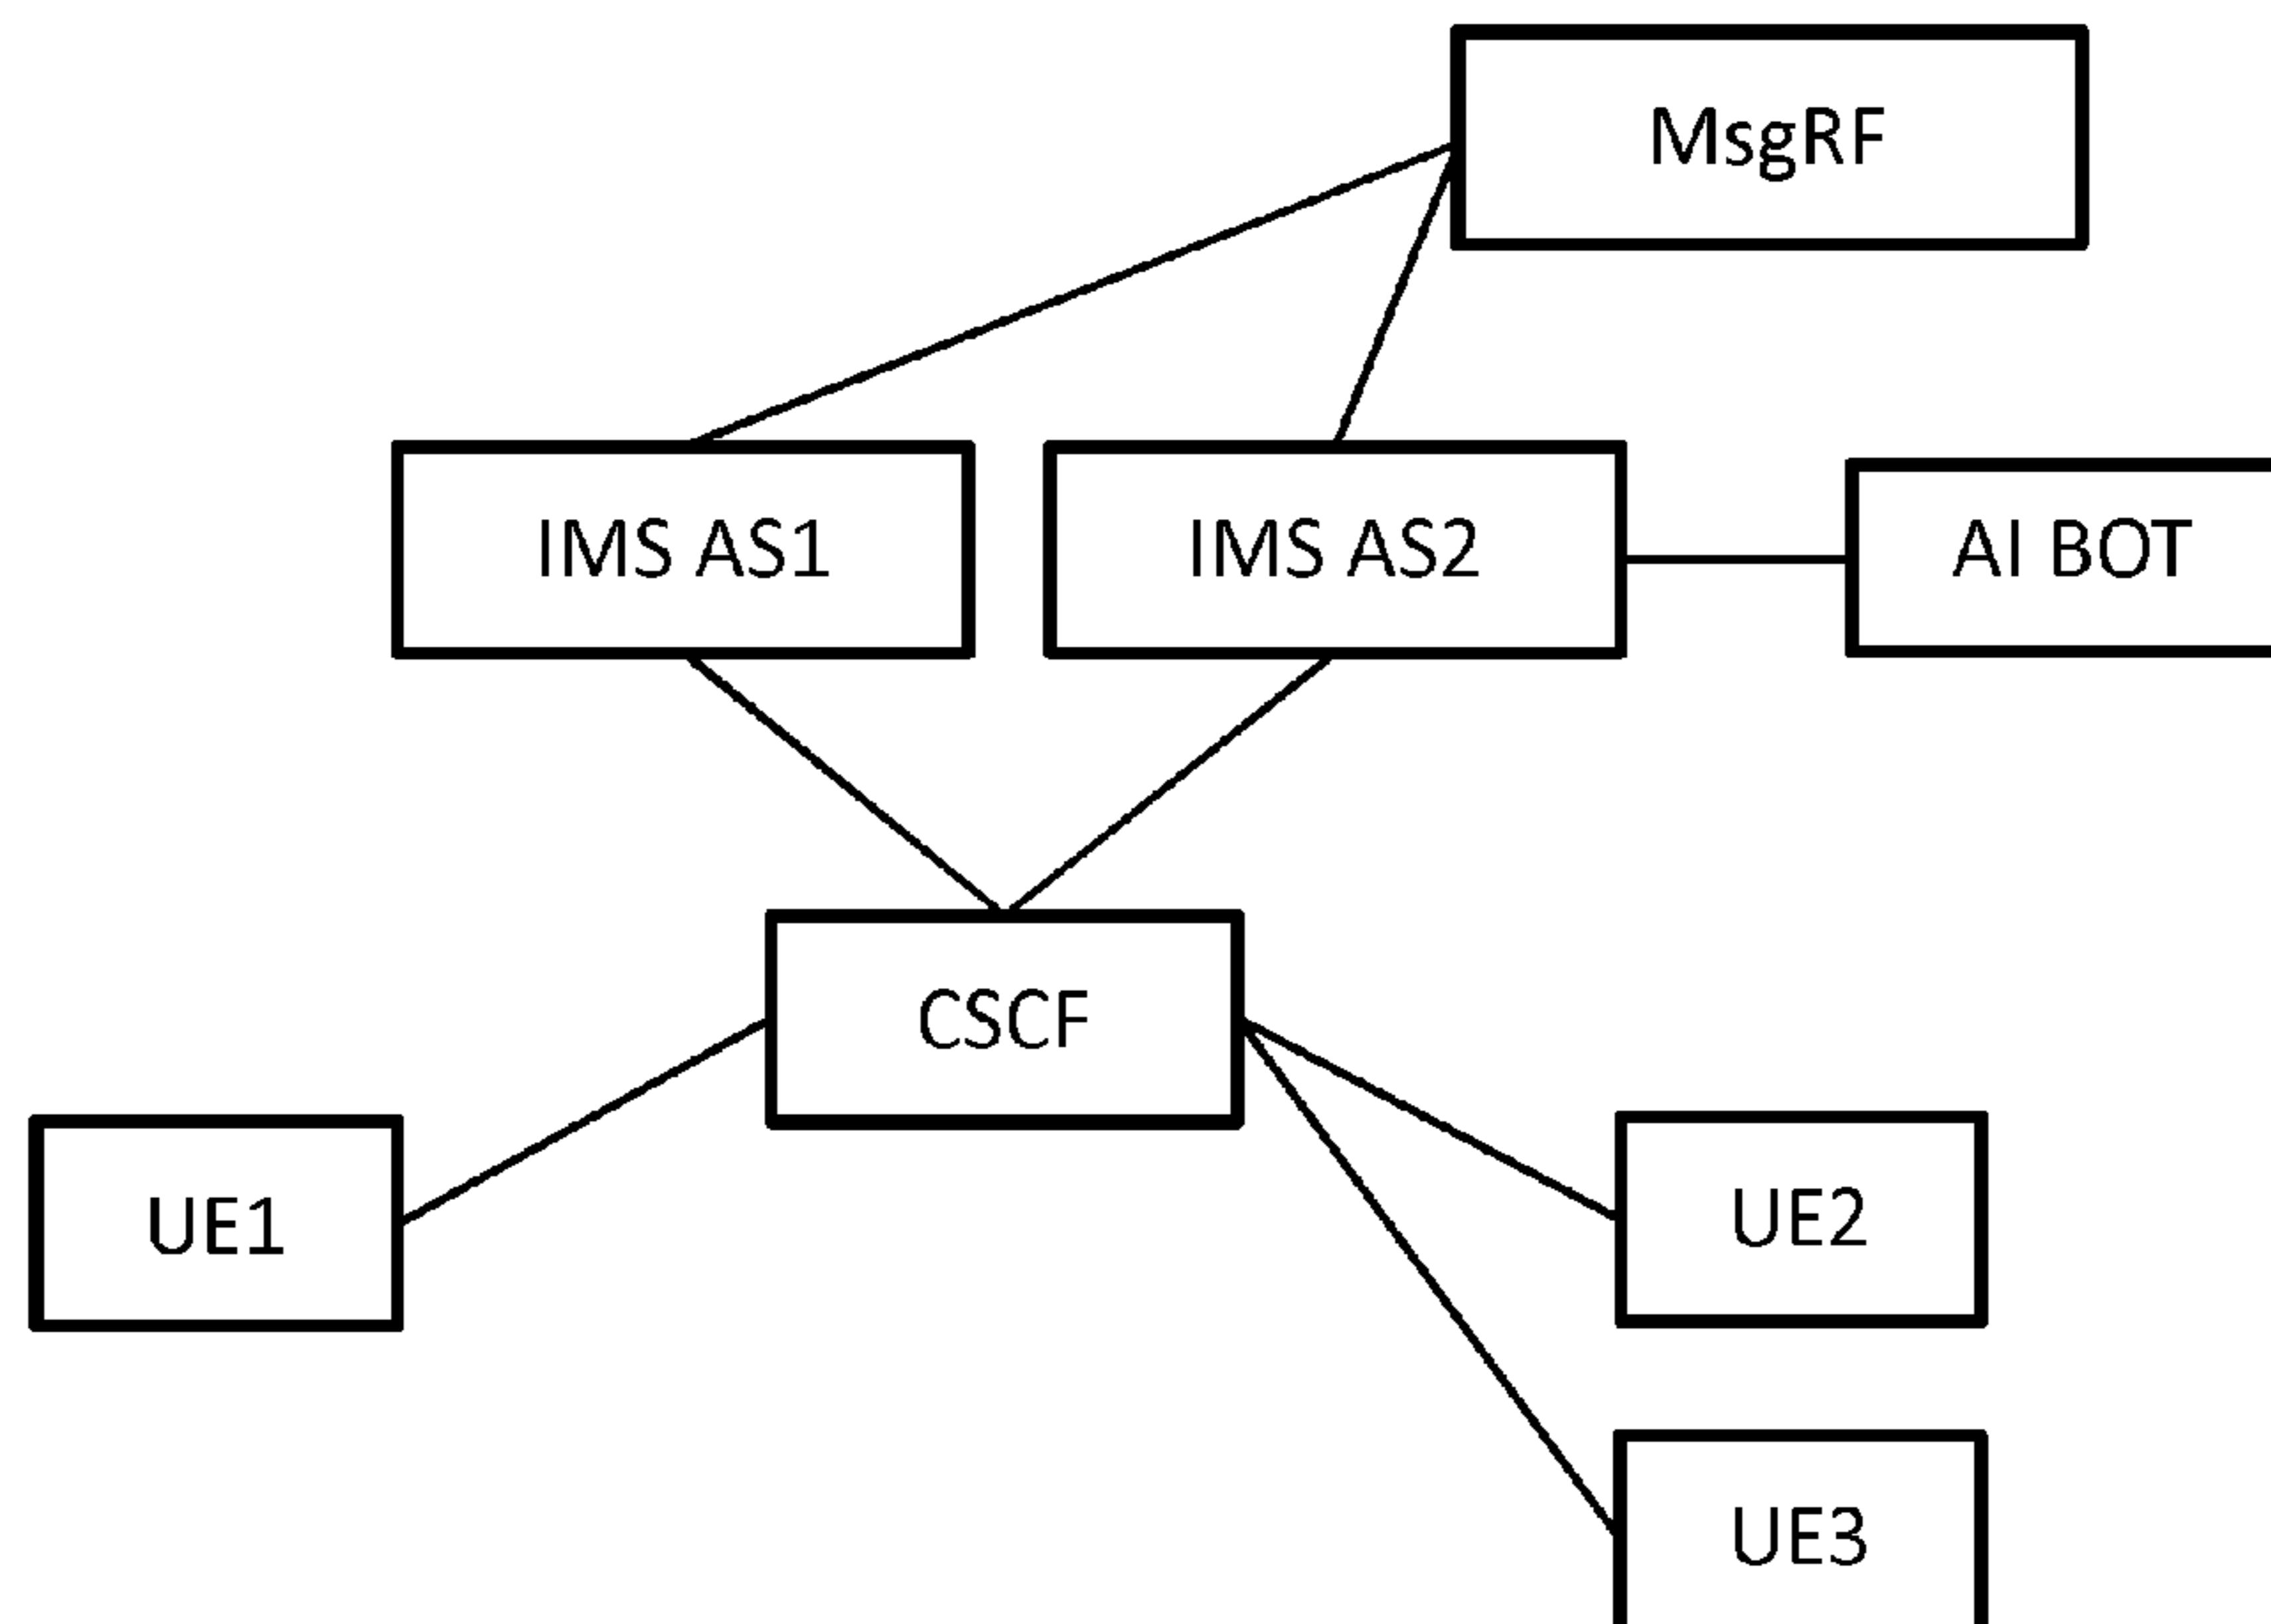 MsgRF
IMS AS1
IMS AS2
AI BOT
CSCF
UE1
UE2
UE3